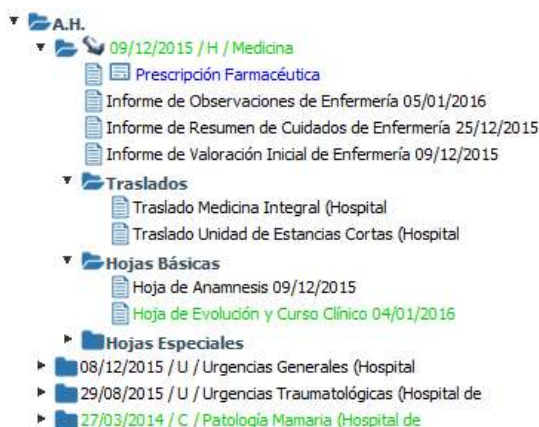 A.H.
09/12/2015 / H / Medicina
Prescripción Farmacéutica
Informe de Observaciones de Enfermería 05/01/2016
Informe de Resumen de Cuidados de Enfermería 25/12/2015
Informe de Valoración Inicial de Enfermería 09/12/2015
Traslados
Traslado Medicina Integral (Hospital
Traslado Unidad de Estancias Cortas (Hospital
Hojas Básicas
Hoja de Anamnesis 09/12/2015
Hoja de Evolución y Curso Clínico 04/01/2016
Hojas Especiales
08/12/2015 / U / Urgencias Generales (Hospital
29/08/2015 / U / Urgencias Traumatológicas (Hospital de
27/03/2014 / C / Patología Mamaria (Hospital de